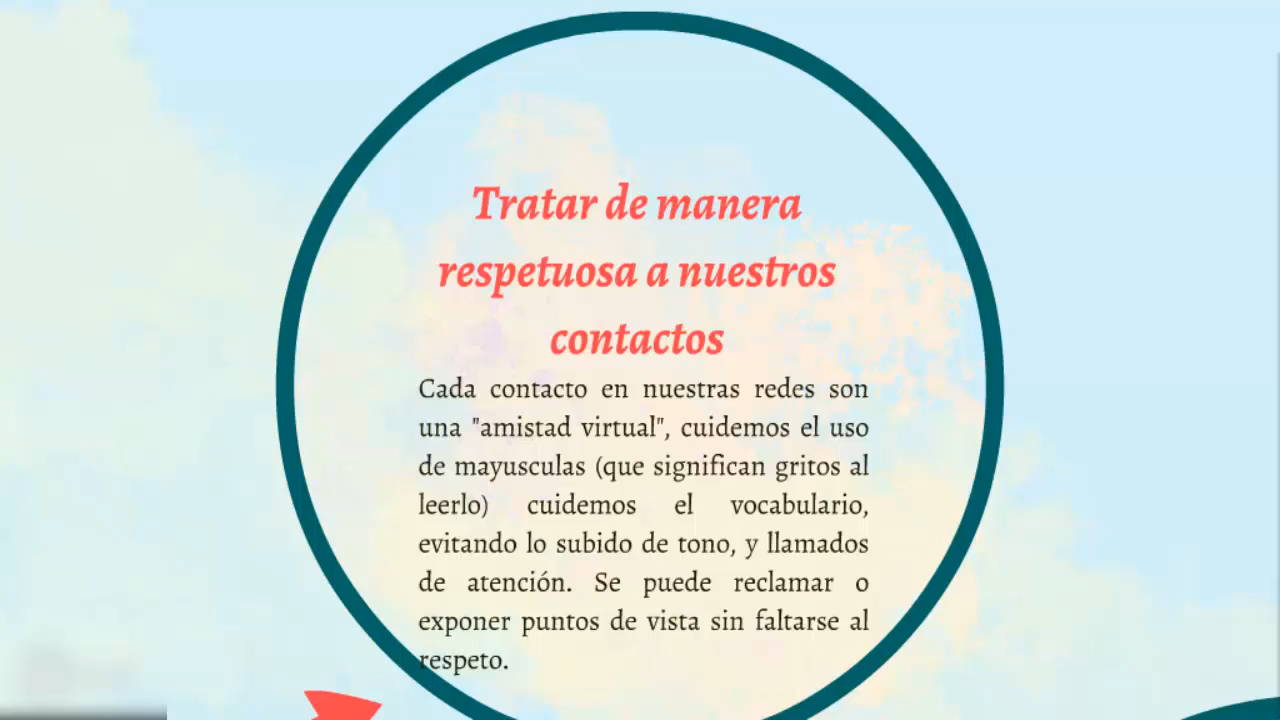 Tratar de manera
respetuosa a nuestros
contactos
Cada contacto en nuestras redes son
una "amistad virtual", cuidemos el uso
de mayusculas (que significan gritos al
leerlo) cuidemos el vocabulario,
evitando lo subido de tono, y llamados
de atención. Se puede reclamar o
exponer puntos de vista sin faltarse al
respeto.